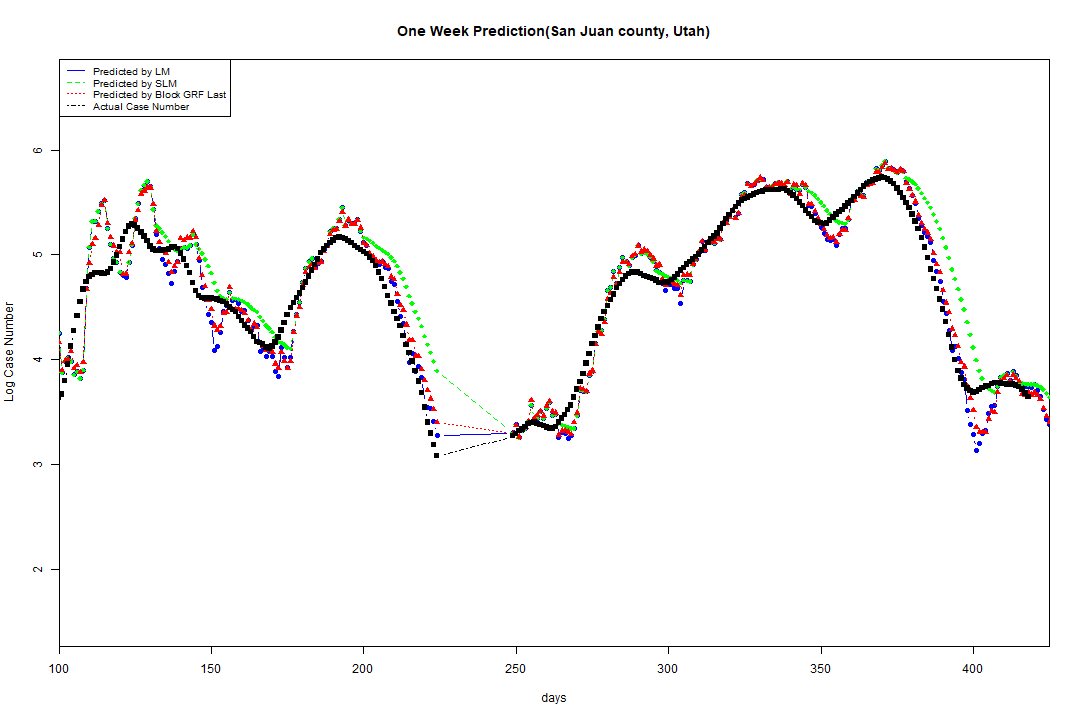 One Week Prediction(San Juan county, Utah)
Predicted by LM
Predicted by SLM
Predicted by Block GRF Last
Actual Case Number
Log Case Number
6
5
4
3
2
100 150 200 250 300 350 400
days